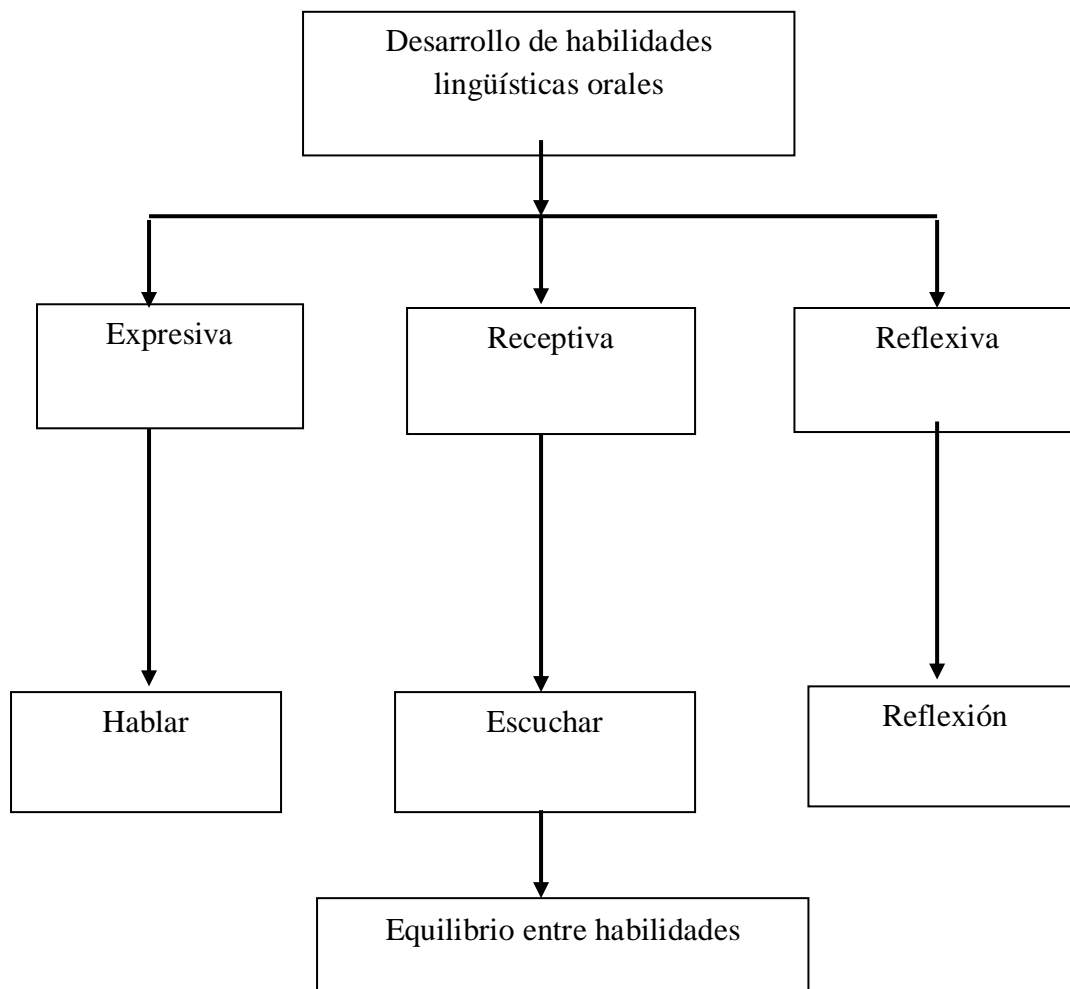 Desarrollo de habilidades
lingüísticas orales
Expresiva
Receptiva
Reflexiva
Hablar
Escuchar
Reflexión
Equilibrio entre habilidades